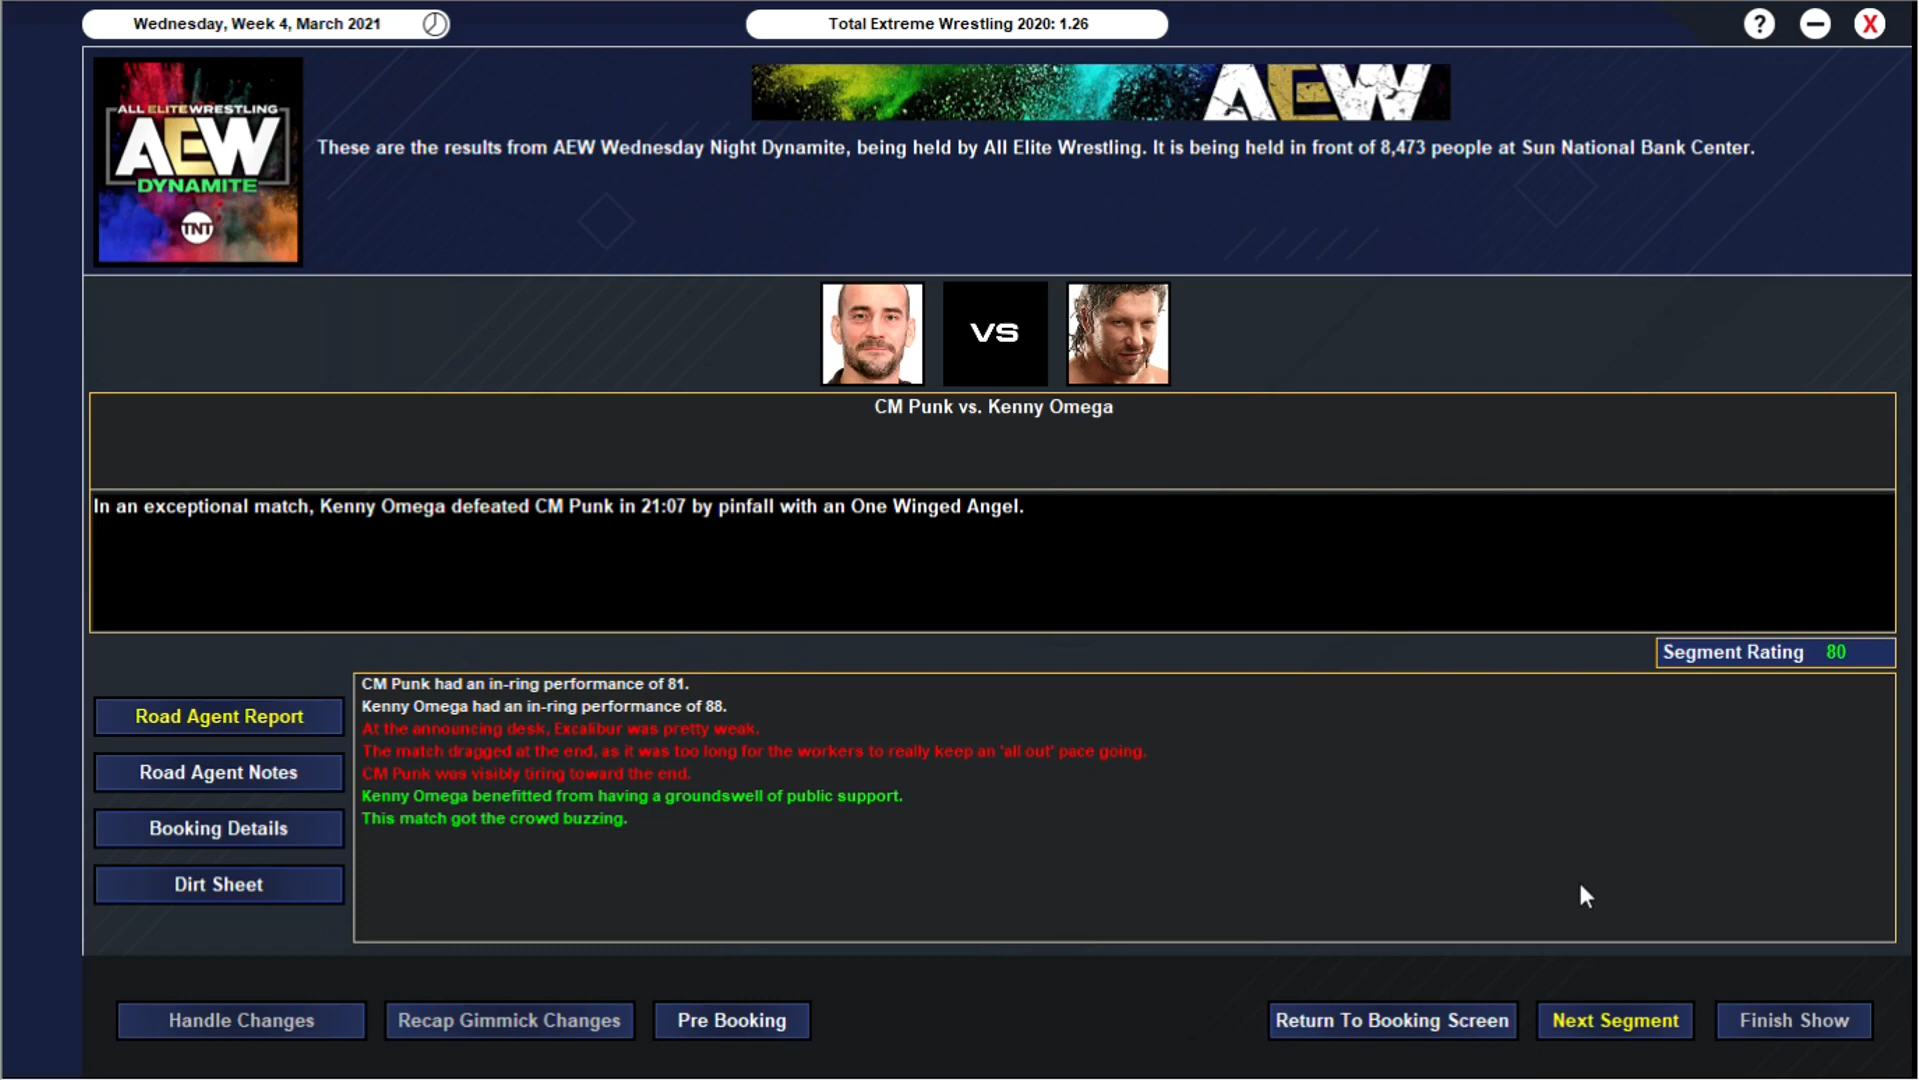 Wednesday, Week 4, March 2021
Total Extreme Wrestling 2020: 1.26
?
X
ALL ELITE WRESTLING
AEW
DYNAMITE
TNT
AEW
These are the results from AEW Wednesday Night Dynamite, being held by All Elite Wrestling. It is being held in front of 8,473 people at Sun National Bank Center.
VS
CM Punk vs. Kenny Omega
In an exceptional match, Kenny Omega defeated CM Punk in 21:07 by pinfall with an One Winged Angel.
Segment Rating 80
Road Agent Report
Road Agent Notes
Booking Details
Dirt Sheet
CM Punk had an in-ring performance of 81.
Kenny Omega had an in-ring performance of 88.
At the announcing desk, Excalibur was pretty weak.
The match dragged at the end, as it was too long for the workers to really keep an 'all out' pace going.
CM Punk was visibly tiring toward the end.
Kenny Omega benefitted from having a groundswell of public support.
This match got the crowd buzzing.
Handle Changes
Recap Gimmick Changes
Pre Booking
Return To Booking Screen
Next Segment
Finish Show